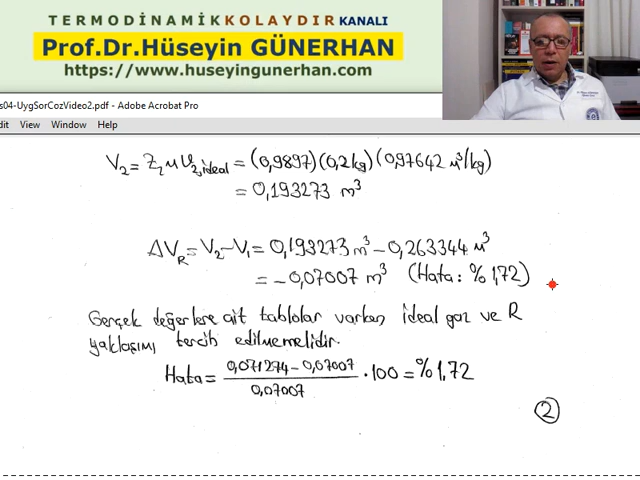 TERMODİNAMİKKOLAYDIR KANALI
Prof.Dr.Hüseyin GÜNERHAN
https://www.huseyingunerhan.com/
s04-UygSorCozVideo2.pdf - Adobe Acrobat Pro
dit View Window Help
V₂ = Z₂ m υ₂,ideal = (0,9897)(0,2 kg)(0,97642 m³/kg)
= 0,193273 m³
ΔV_R = V₂ - V₁ = 0,193273 m³ - 0,263344 m³
= -0,07007 m³ (Hata: %1,72)
Gerçek değerlere ait tablolar varken ideal gaz ve R
yaklaşımı tercih edilmemelidir.
Hata = (0,071274 - 0,07007) / 0,07007 · 100 = %1,72
2